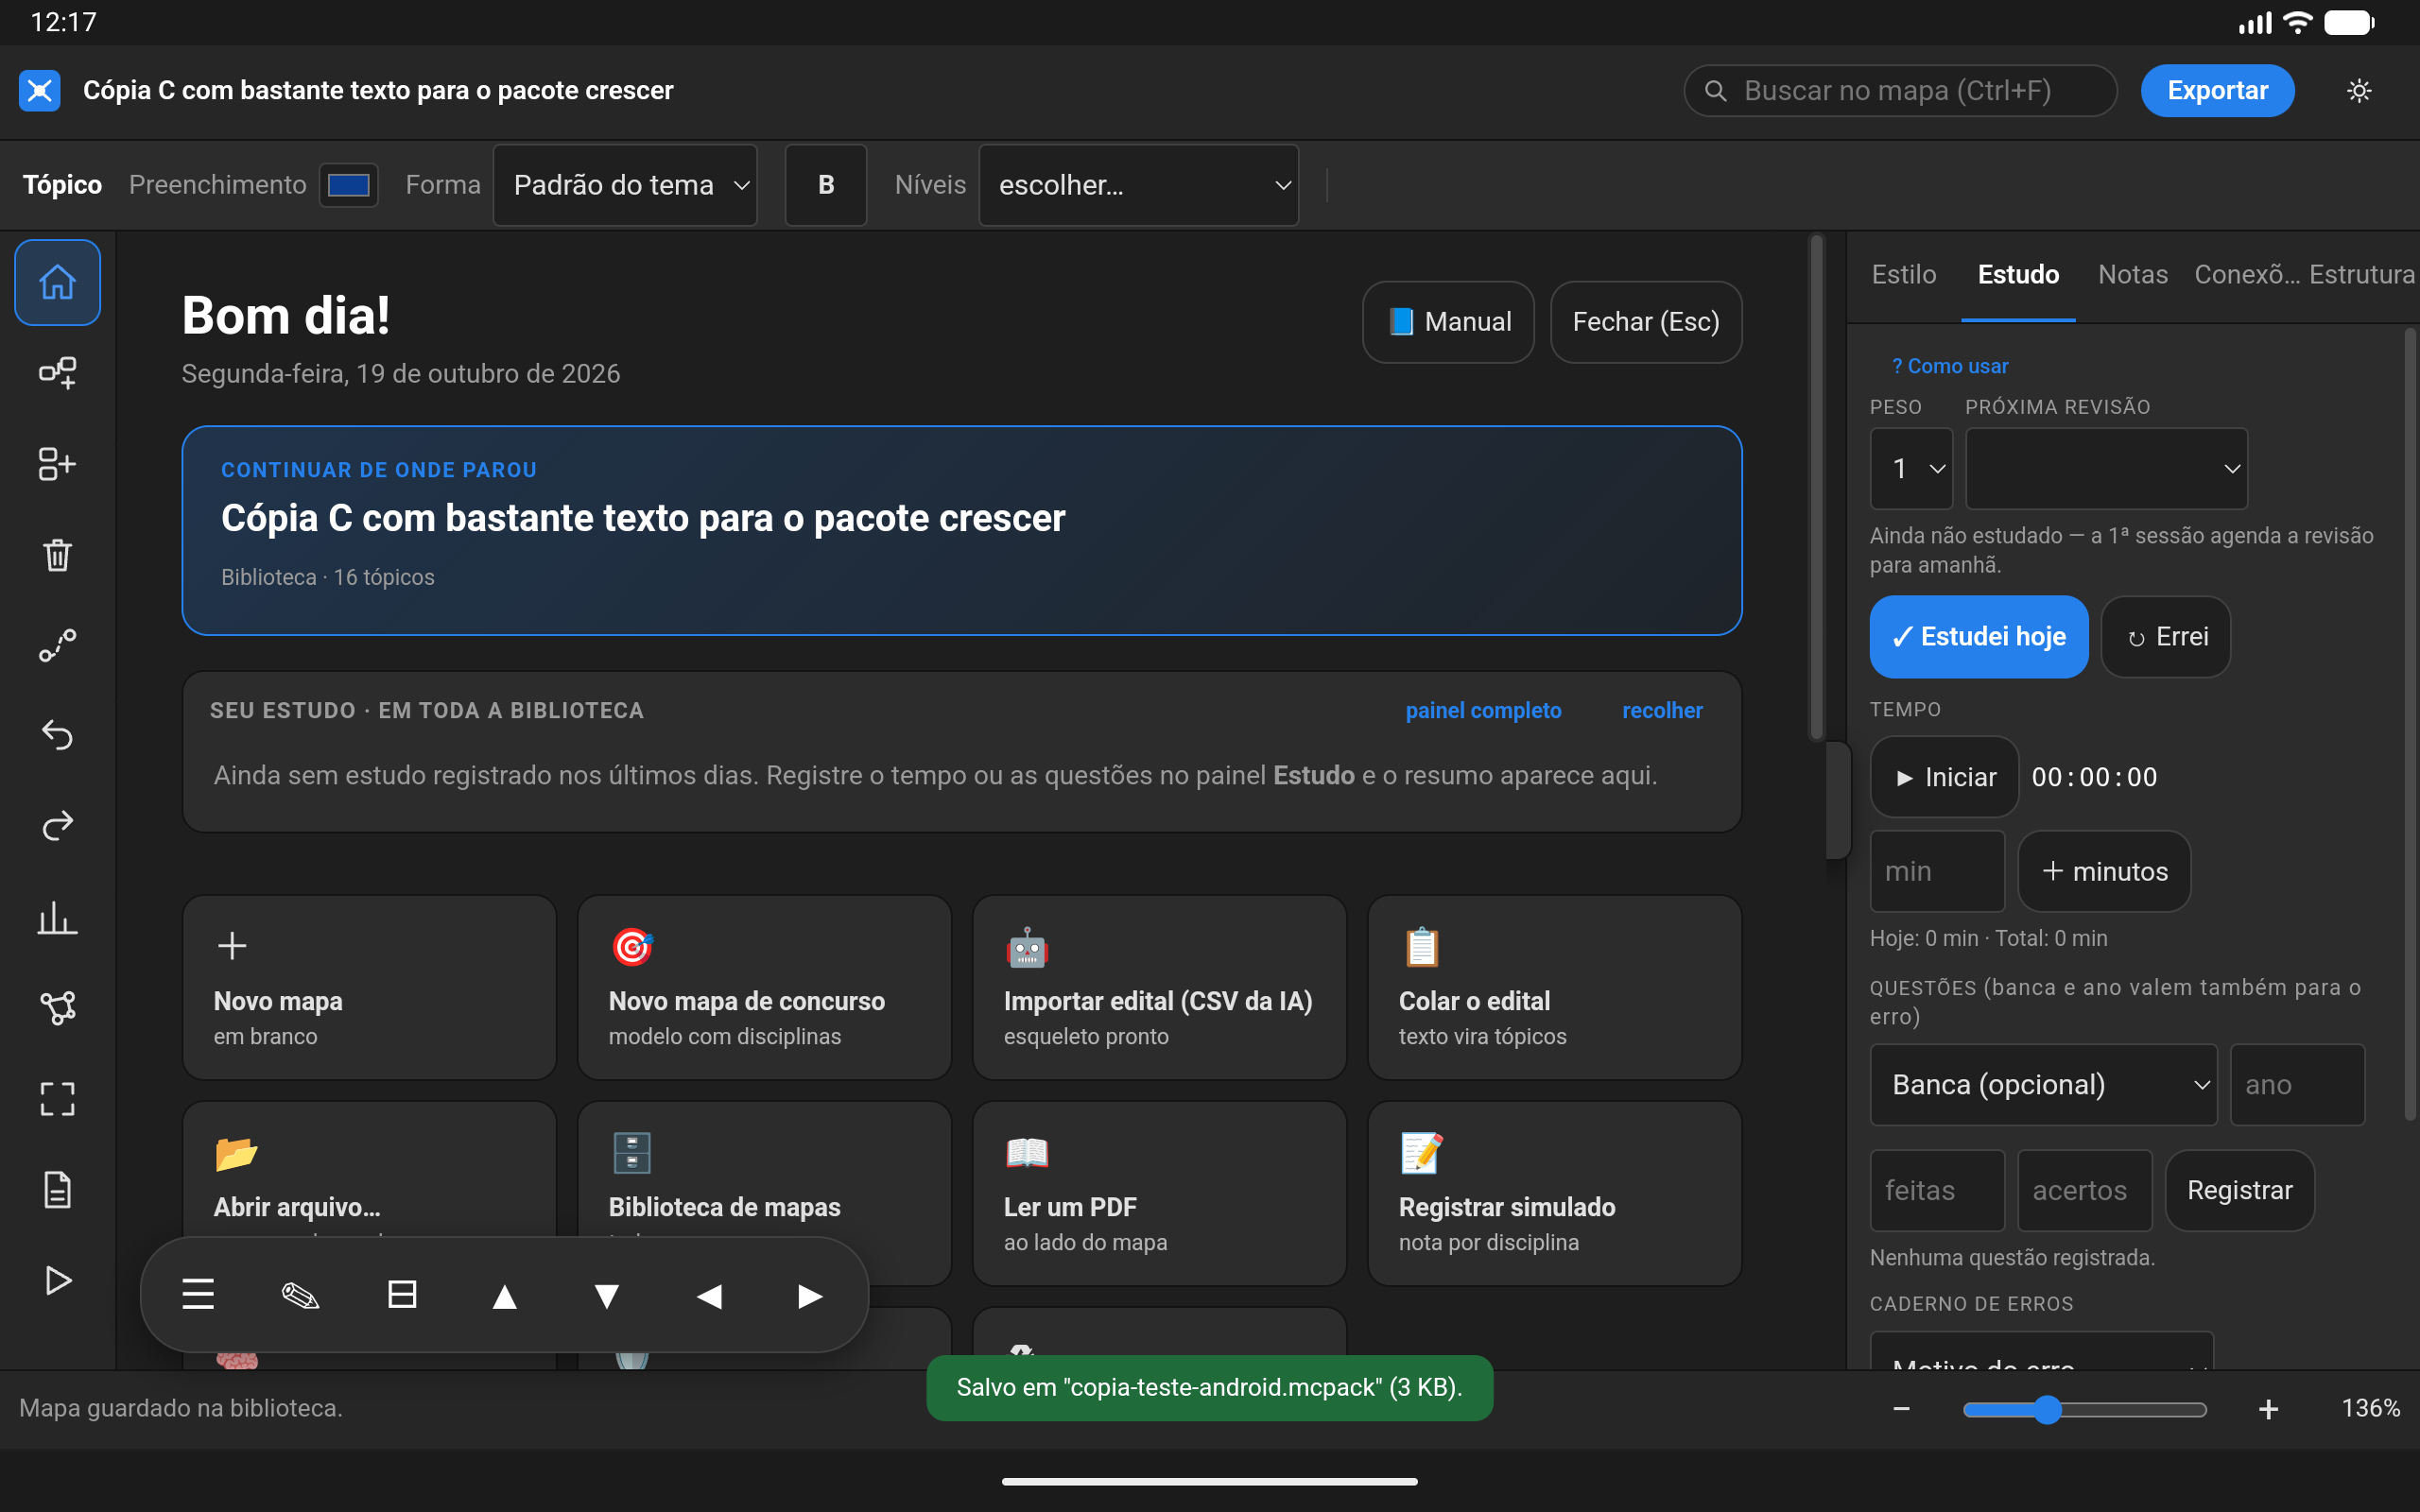 12:17
Cópia C com bastante texto para o pacote crescer
Buscar no mapa (Ctrl+F)
Exportar
Tópico Preenchimento Forma Padrão do tema B Níveis escolher...
Bom dia!
Segunda-feira, 19 de outubro de 2026
Manual
Fechar (Esc)
CONTINUAR DE ONDE PAROU
Cópia C com bastante texto para o pacote crescer
Biblioteca · 16 tópicos
SEU ESTUDO · EM TODA A BIBLIOTECA
painel completo
recolher
Ainda sem estudo registrado nos últimos dias. Registre o tempo ou as questões no painel Estudo e o resumo aparece aqui.
Novo mapa
em branco
Novo mapa de concurso
modelo com disciplinas
Importar edital (CSV da IA)
esqueleto pronto
Colar o edital
texto vira tópicos
Abrir arquivo...
Biblioteca de mapas
Ler um PDF
ao lado do mapa
Registrar simulado
nota por disciplina
Estilo Estudo Notas Conexõ... Estrutura
? Como usar
PESO PRÓXIMA REVISÃO
1
Ainda não estudado — a 1ª sessão agenda a revisão
para amanhã.
✓ Estudei hoje
↻ Errei
TEMPO
▶ Iniciar 00:00:00
min
+ minutos
Hoje: 0 min · Total: 0 min
QUESTÕES (banca e ano valem também para o
erro)
Banca (opcional) ano
feitas acertos Registrar
Nenhuma questão registrada.
CADERNO DE ERROS
Mapa guardado na biblioteca.
Salvo em "copia-teste-android.mcpack" (3 KB).
− + 136%